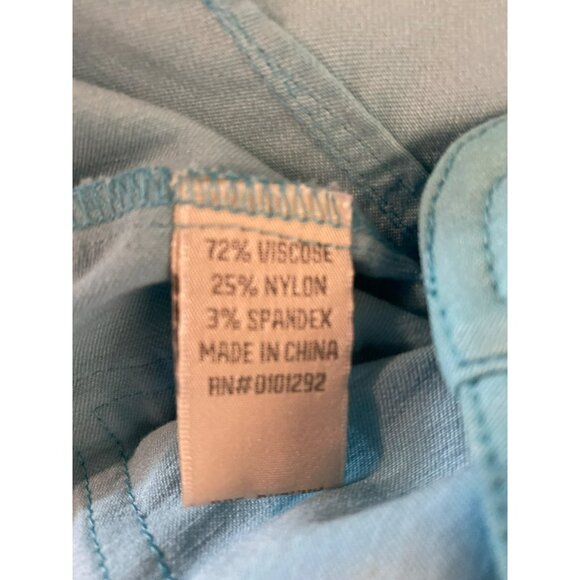 72% VISCOSE
25% NYLON
3% SPANDEX
MADE IN CHINA
RN#0101292